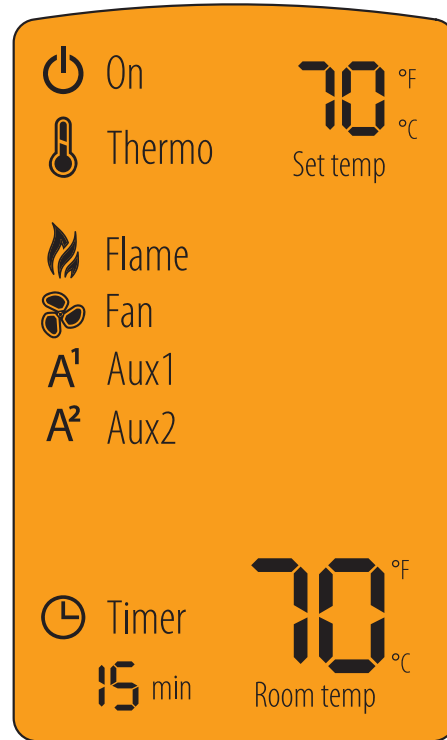 On 70 °F
°C
Thermo Set temp
Flame
Fan
A¹ Aux1
A² Aux2
70 °F
Timer °C
15 min Room temp